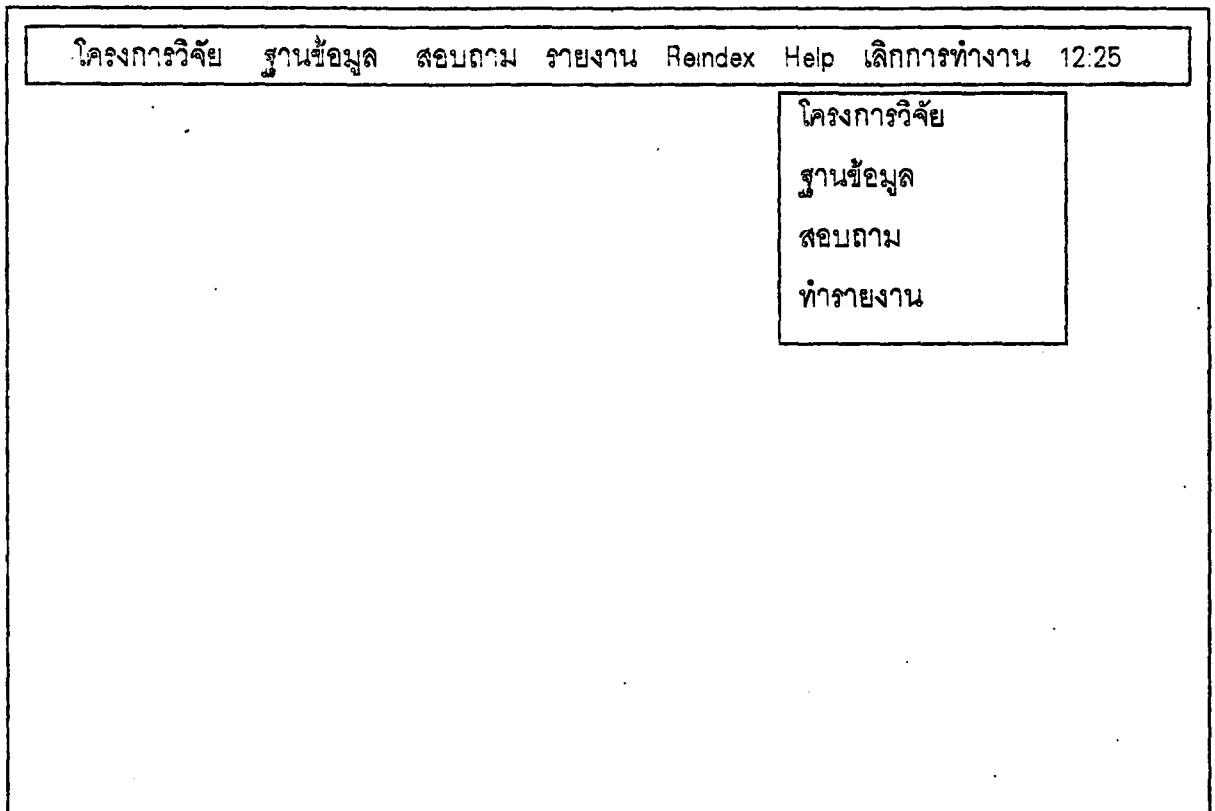 โครงการวิจัย ฐานข้อมูล สอบถาม รายงาน Reindex Help เลิกการทำงาน 12:25
โครงการวิจัย
ฐานข้อมูล
สอบถาม
ทำรายงาน